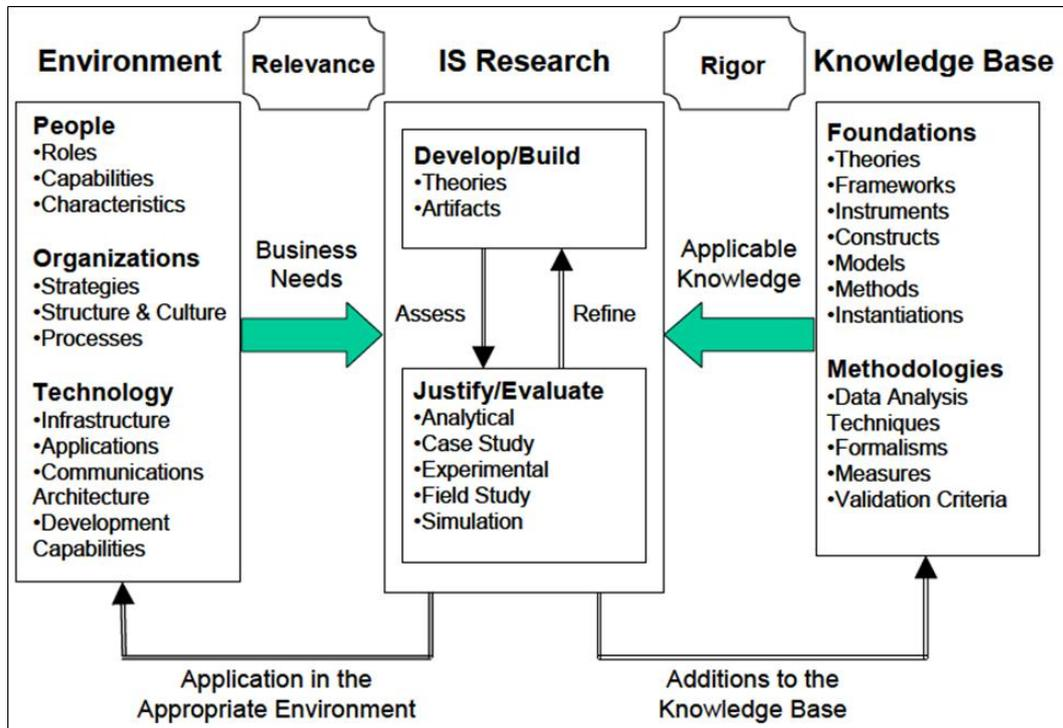 Environment
Relevance
IS Research
Rigor
Knowledge Base
People
•Roles
•Capabilities
•Characteristics
Organizations
•Strategies
•Structure & Culture
•Processes
Technology
•Infrastructure
•Applications
•Communications
Architecture
•Development
Capabilities
Business
Needs
Develop/Build
•Theories
•Artifacts
Assess
Refine
Justify/Evaluate
•Analytical
•Case Study
•Experimental
•Field Study
•Simulation
Applicable
Knowledge
Foundations
•Theories
•Frameworks
•Instruments
•Constructs
•Models
•Methods
•Instantiations
Methodologies
•Data Analysis
Techniques
•Formalisms
•Measures
•Validation Criteria
Application in the
Appropriate Environment
Additions to the
Knowledge Base